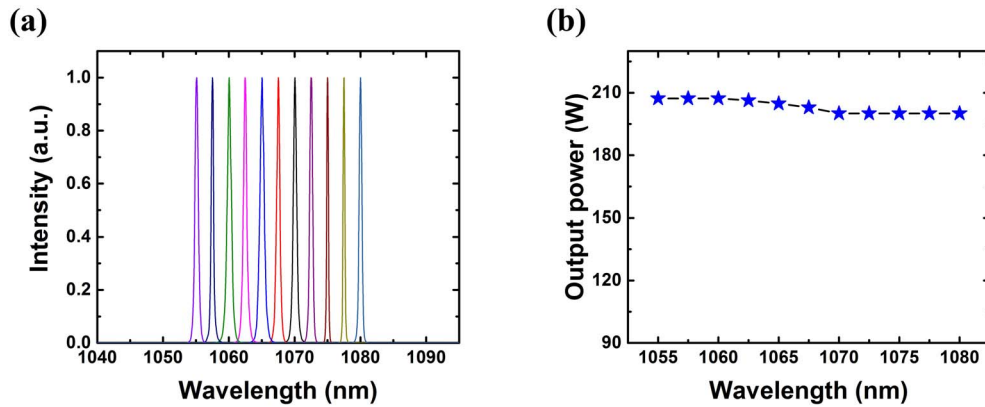 (a)
Intensity (a.u.)
1.0
0.8
0.6
0.4
0.2
0.0
1040 1050 1060 1070 1080 1090
Wavelength (nm)
(b)
Output power (W)
210
180
150
120
90
1055 1060 1065 1070 1075 1080
Wavelength (nm)